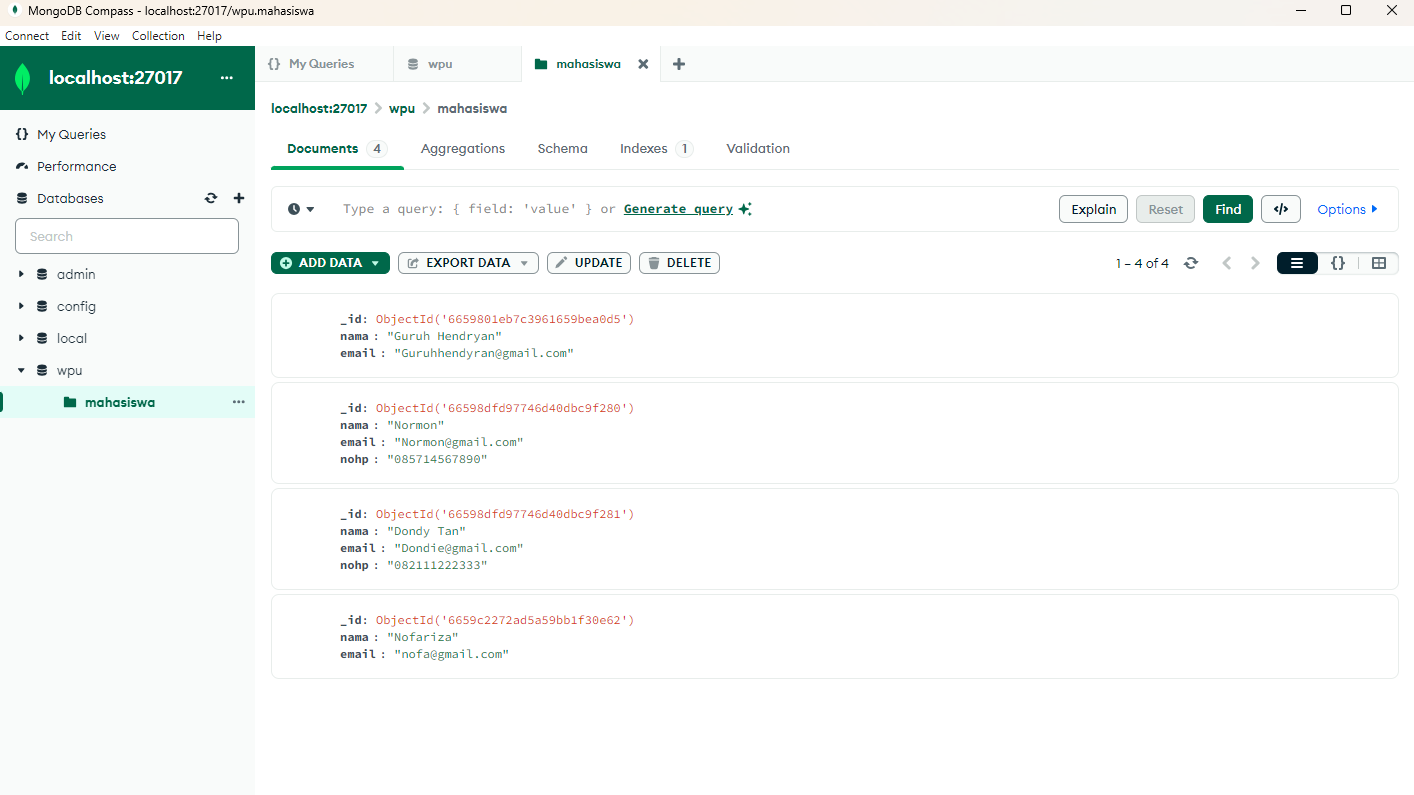 MongoDB Compass - localhost:27017/wpu.mahasiswa
Connect Edit View Collection Help
localhost:27017 ...
{} My Queries
Performance
Databases
Search
admin
config
local
wpu
mahasiswa ...
{} My Queries wpu mahasiswa
localhost:27017 > wpu > mahasiswa
Documents 4 Aggregations Schema Indexes 1 Validation
Type a query: { field: 'value' } or Generate query
Explain Reset Find </> Options
ADD DATA EXPORT DATA UPDATE DELETE
1 – 4 of 4 {}
_id: ObjectId('6659801eb7c3961659bea0d5')
nama : "Guruh Hendryan"
email : "Guruhhendyran@gmail.com"
_id: ObjectId('66598dfd97746d40dbc9f280')
nama : "Normon"
email : "Normon@gmail.com"
nohp : "085714567890"
_id: ObjectId('66598dfd97746d40dbc9f281')
nama : "Dondy Tan"
email : "Dondie@gmail.com"
nohp : "082111222333"
_id: ObjectId('6659c2272ad5a59bb1f30e62')
nama : "Nofariza"
email : "nofa@gmail.com"